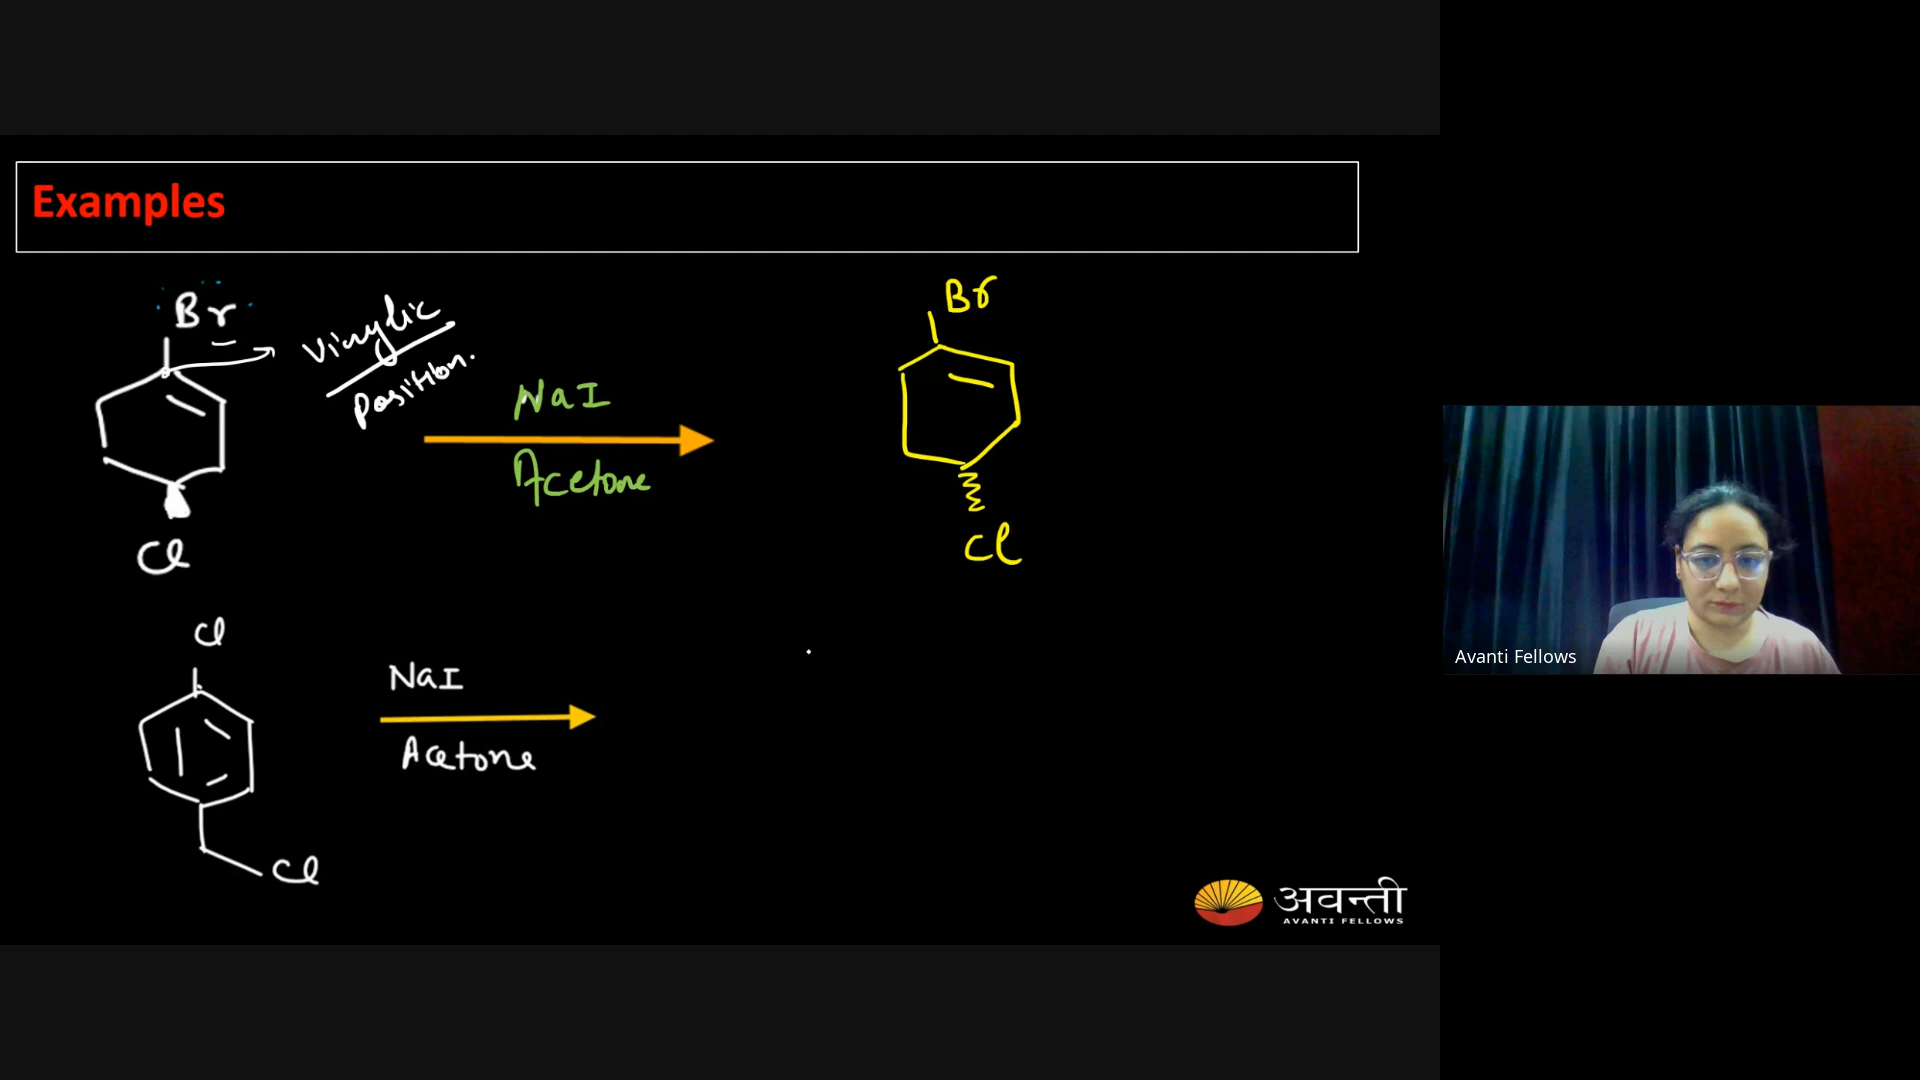 Examples
Br
Vinylic
position.
NaI
Acetone
Cl
Br
Cl
Cl
NaI
Acetone
Cl
Avanti Fellows
अवन्ती
AVANTI FELLOWS